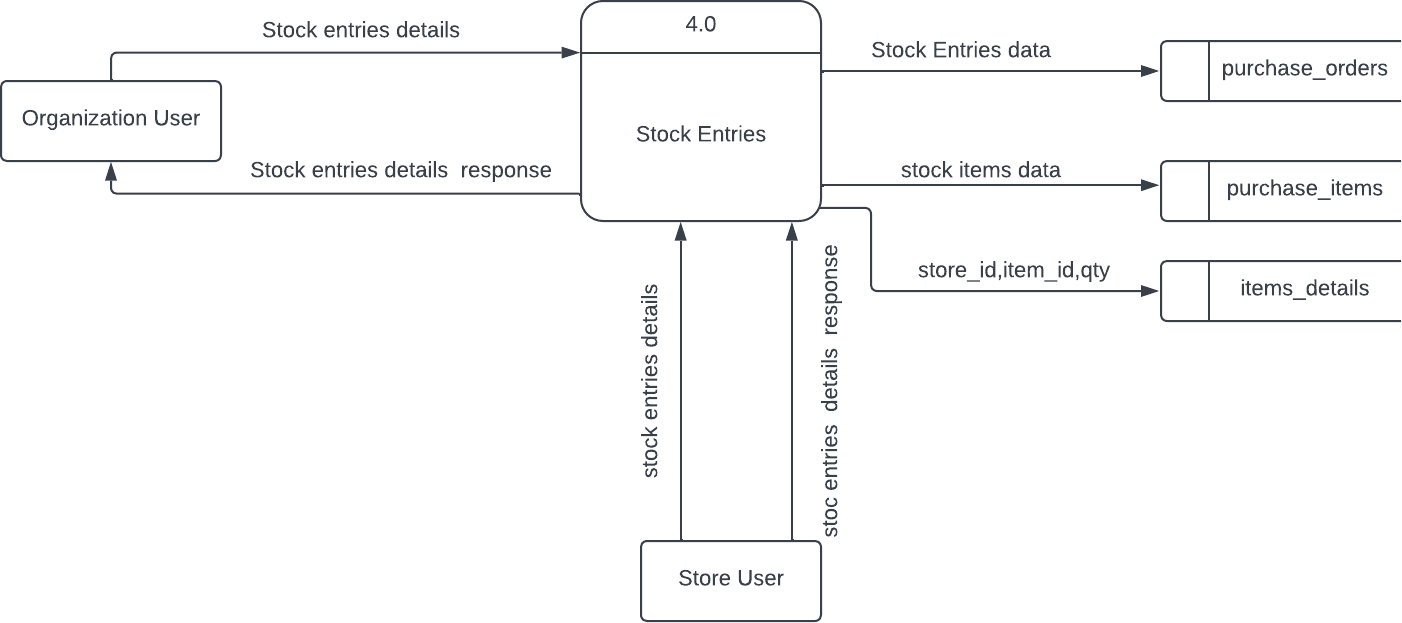 Stock entries details
4.0
Stock Entries data
purchase_orders
Organization User
Stock Entries
Stock entries details  response
stock items data
purchase_items
store_id,item_id,qty
items_details
stock entries details
stoc entries  details  response
Store User